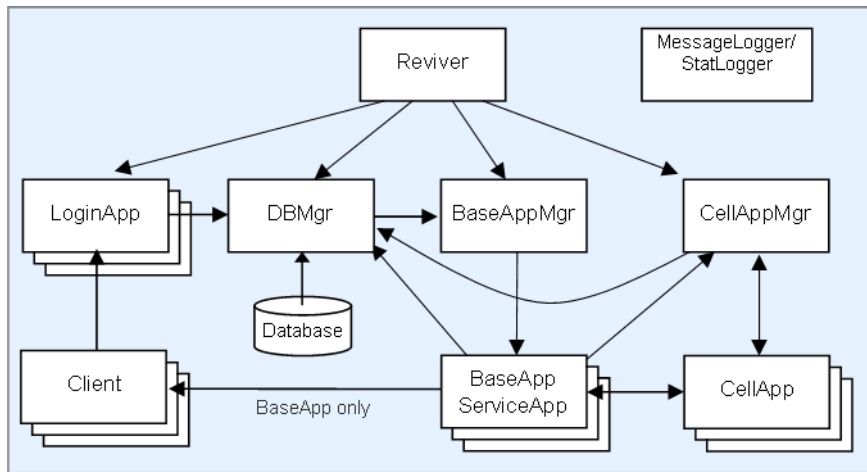 Reviver
MessageLogger/
StatLogger
LoginApp
DBMgr
BaseAppMgr
CellAppMgr
Database
Client
BaseApp only
BaseApp
ServiceApp
CellApp